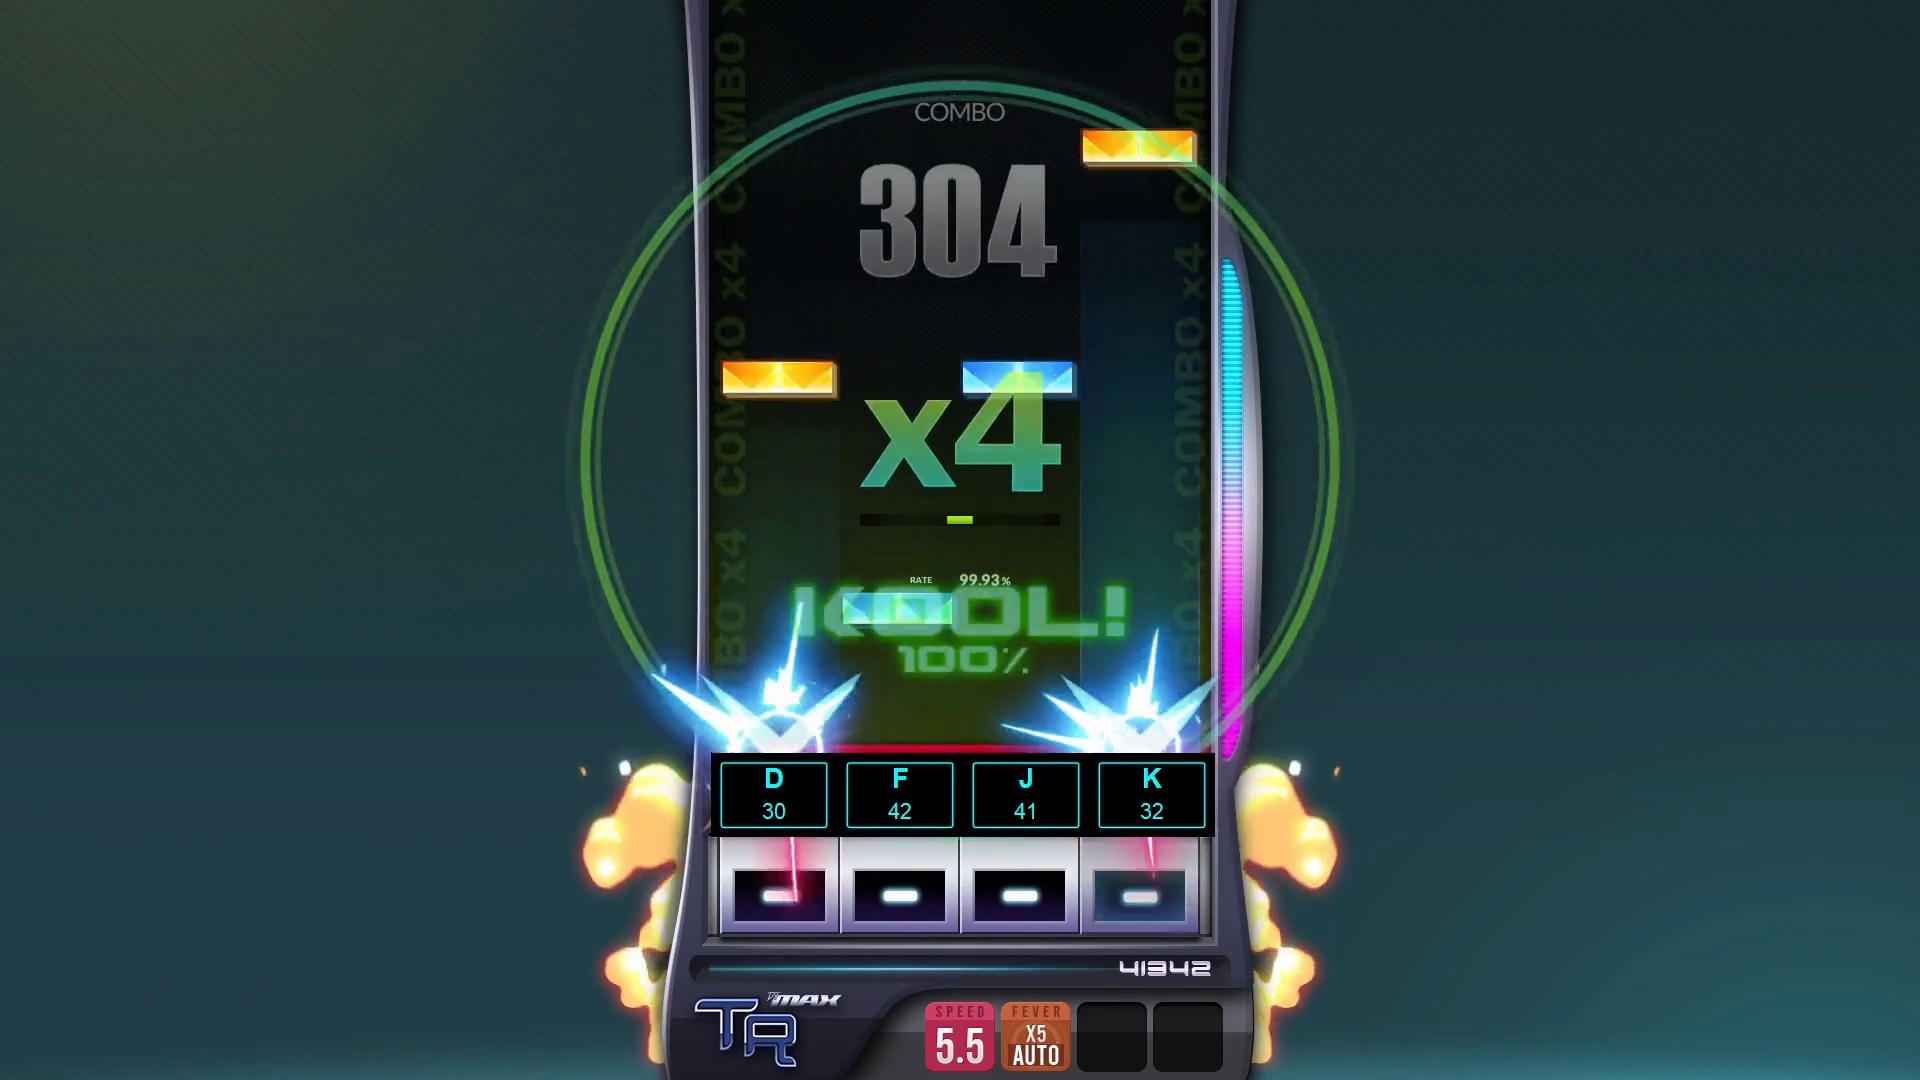 COMBO
304
x4
RATE 99.93%
KOOL!
100%
D F J K
30 42 41 32
41342
DJMAX
TR
SPEED FEVER
5.5 X5
AUTO
COMBO x4 COMBO x4 COMBO x4
COMBO x4 COMBO x4 COMBO x4